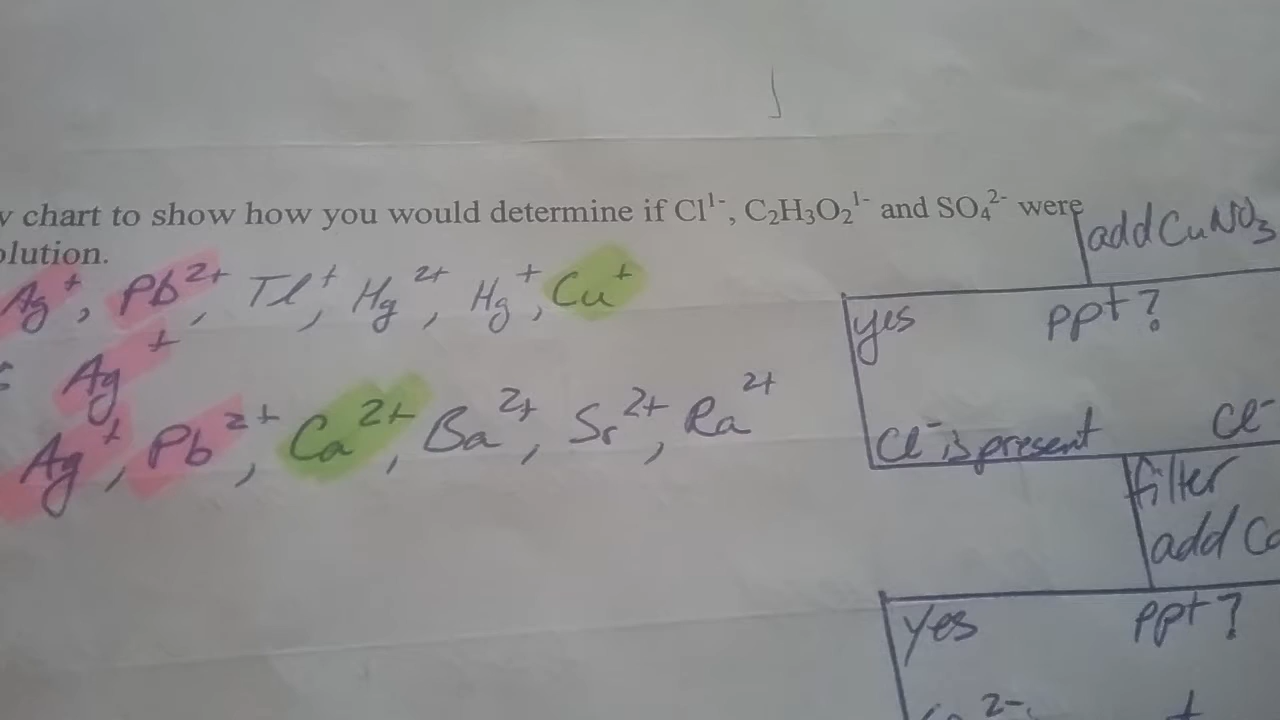 chart to show how you would determine if Cl¹⁻, C₂H₃O₂¹⁻ and SO₄²⁻ were
Ag⁺, Pb²⁺, Tl⁺, Hg²⁺, Hg⁺, Cu⁺
Ag⁺
Ag⁺, Pb²⁺, Ca²⁺, Ba²⁺, Sr²⁺, Ra²⁺
add CuNO₃
yes ppt?
Cl⁻ is present Cl⁻
filter
add
yes ppt?